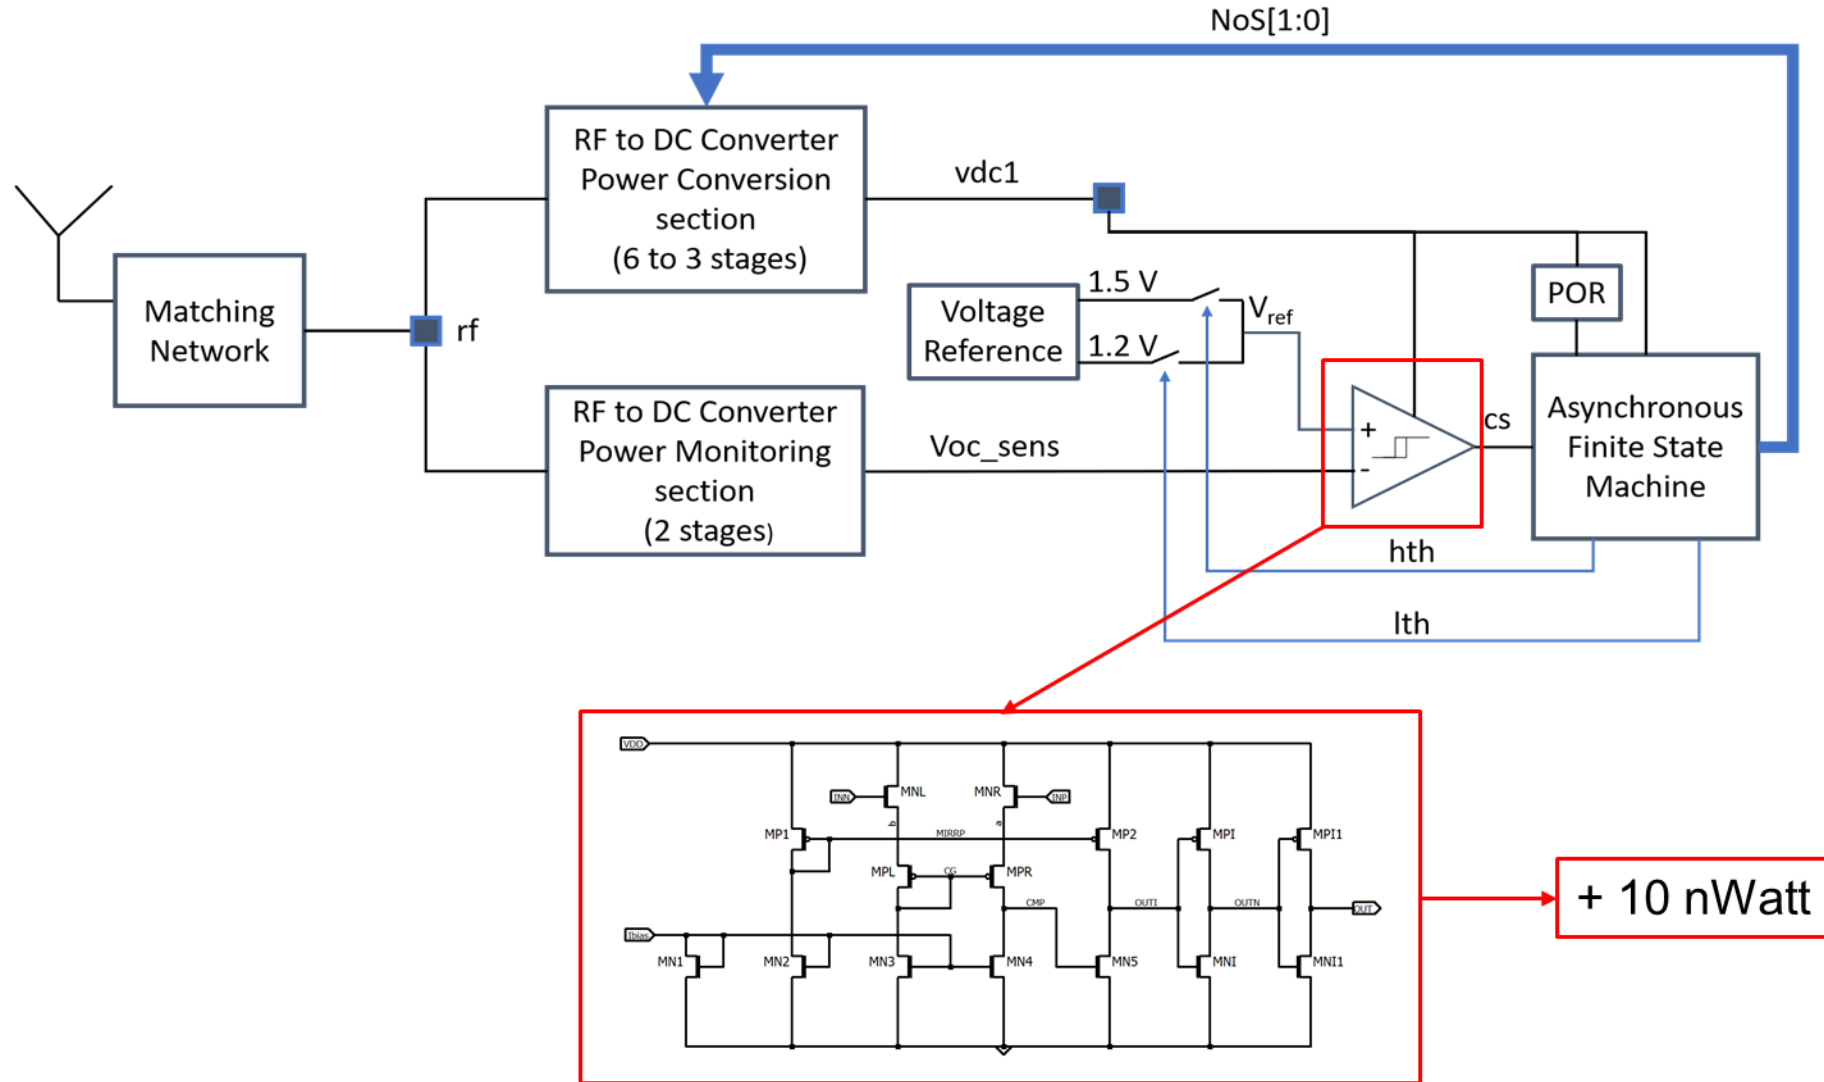 NoS[1:0]
RF to DC Converter
Power Conversion
section
(6 to 3 stages)
vdc1
Matching
Network
rf
Voltage
Reference
1.5 V
1.2 V
Vref
POR
RF to DC Converter
Power Monitoring
section
(2 stages)
Voc_sens
+
-
cs
Asynchronous
Finite State
Machine
hth
lth
VDD
INN
MNL
MNR
INP
b
a
MP1
MIRRP
MP2
MPI
MPI1
MPL
CG
MPR
CMP
OUTI
OUTN
OUT
Ibias
MN1
MN2
MN3
MN4
MN5
MNI
MNI1
+ 10 nWatt